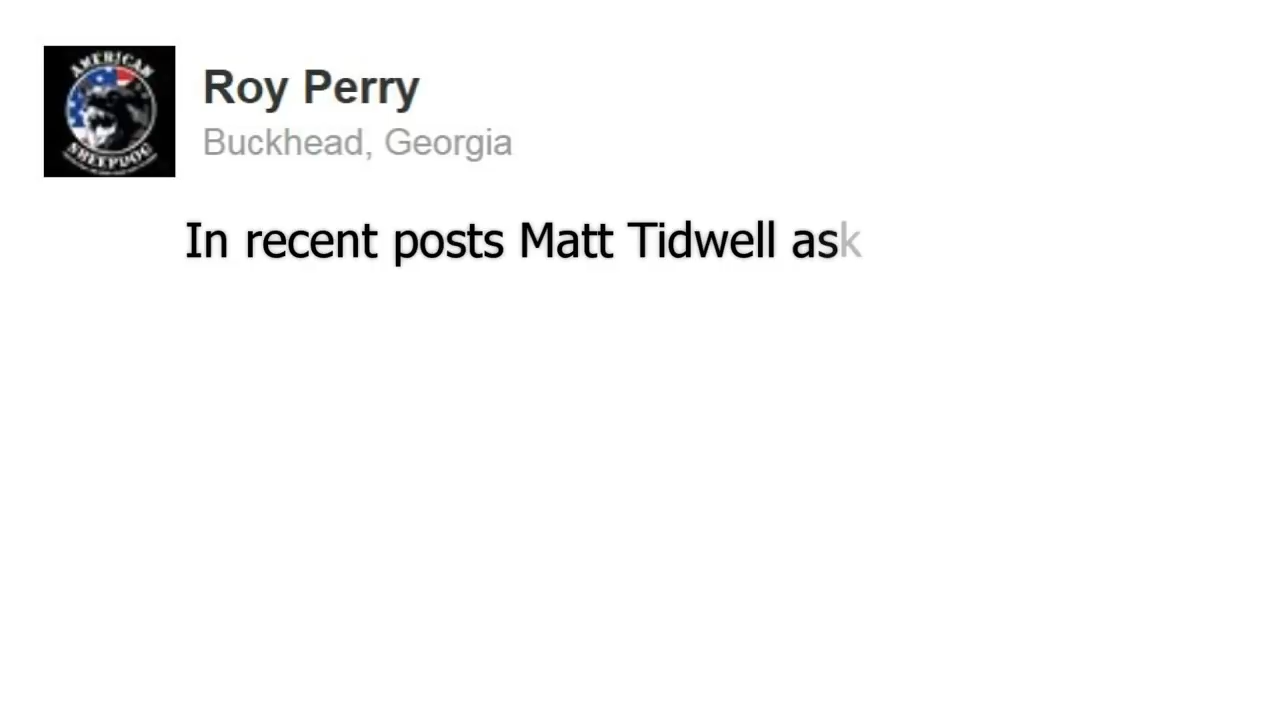 AMERICAN
SHEEPDOG
Roy Perry
Buckhead, Georgia
In recent posts Matt Tidwell ask